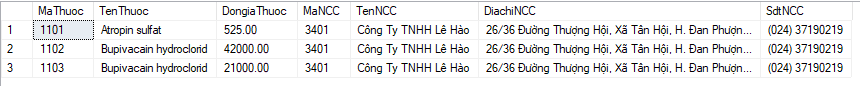 MaThuoc TenThuoc DongiaThuoc MaNCC TenNCC DiachiNCC SdtNCC
1 1101 Atropin sulfat 525.00 3401 Công Ty TNHH Lê Hào 26/36 Đường Thượng Hội, Xã Tân Hội, H. Đan Phượn... (024) 37190219
2 1102 Bupivacain hydroclorid 42000.00 3401 Công Ty TNHH Lê Hào 26/36 Đường Thượng Hội, Xã Tân Hội, H. Đan Phượn... (024) 37190219
3 1103 Bupivacain hydroclorid 21000.00 3401 Công Ty TNHH Lê Hào 26/36 Đường Thượng Hội, Xã Tân Hội, H. Đan Phượn... (024) 37190219